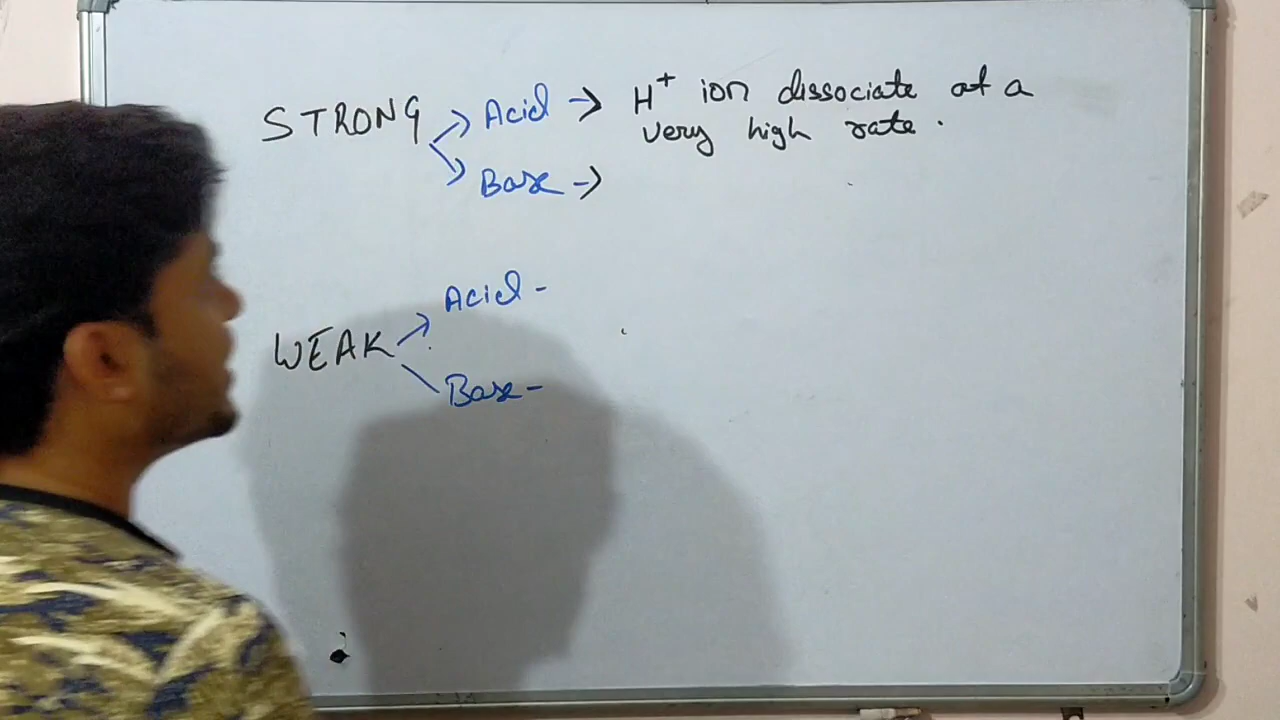 STRONG Acid → H⁺ ion dissociate at a
very high rate.
Base →
Acid -
WEAK
Base -